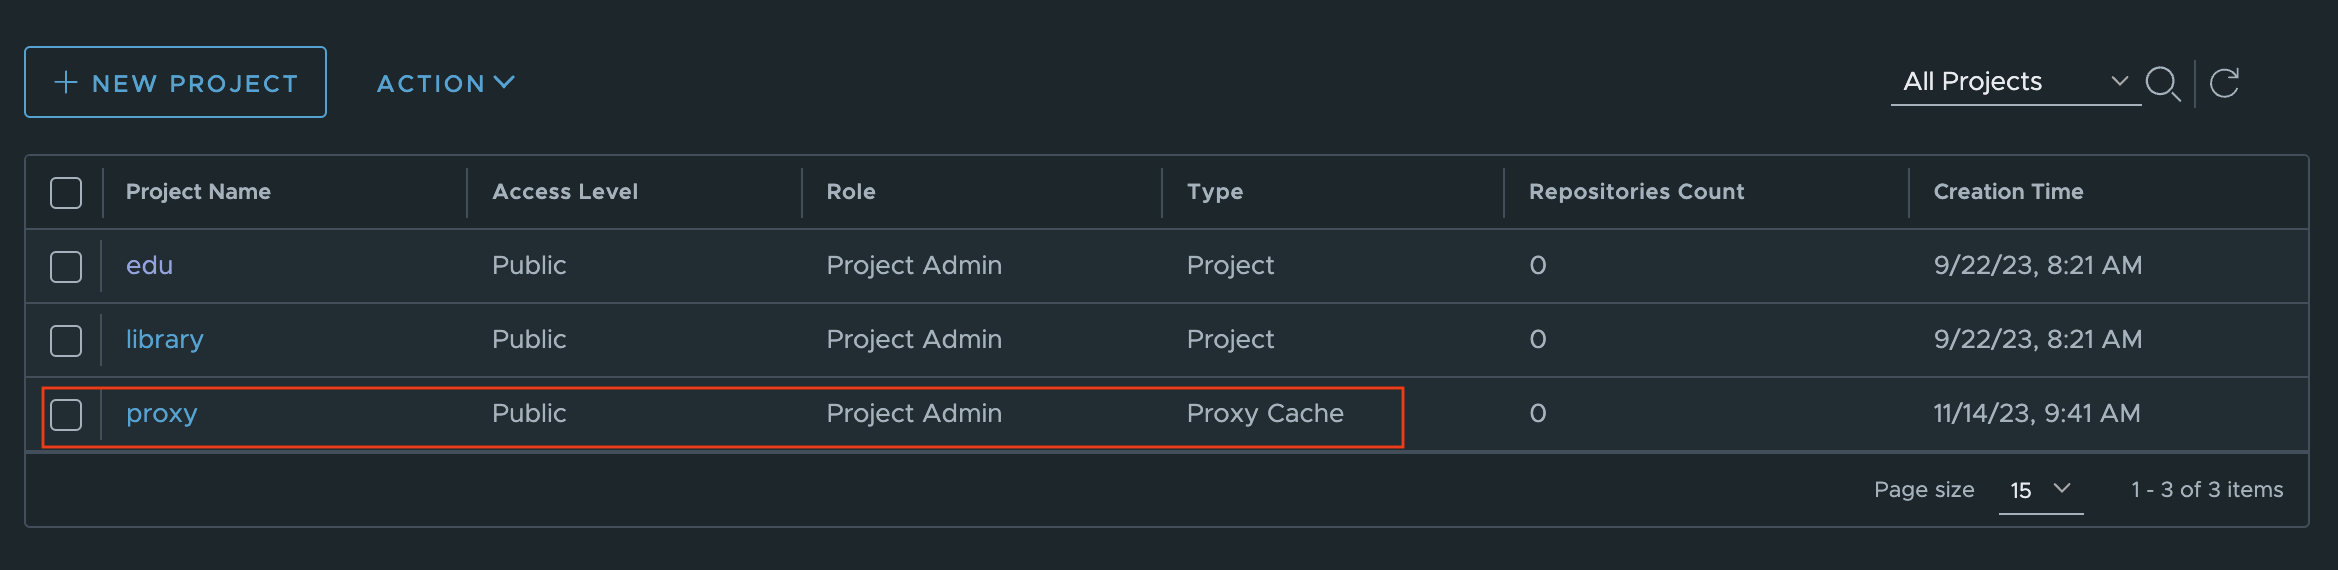 NEW PROJECT ACTION All Projects
Project Name Access Level Role Type Repositories Count Creation Time
edu Public Project Admin Project 0 9/22/23, 8:21 AM
library Public Project Admin Project 0 9/22/23, 8:21 AM
proxy Public Project Admin Proxy Cache 0 11/14/23, 9:41 AM
Page size 15 1 - 3 of 3 items